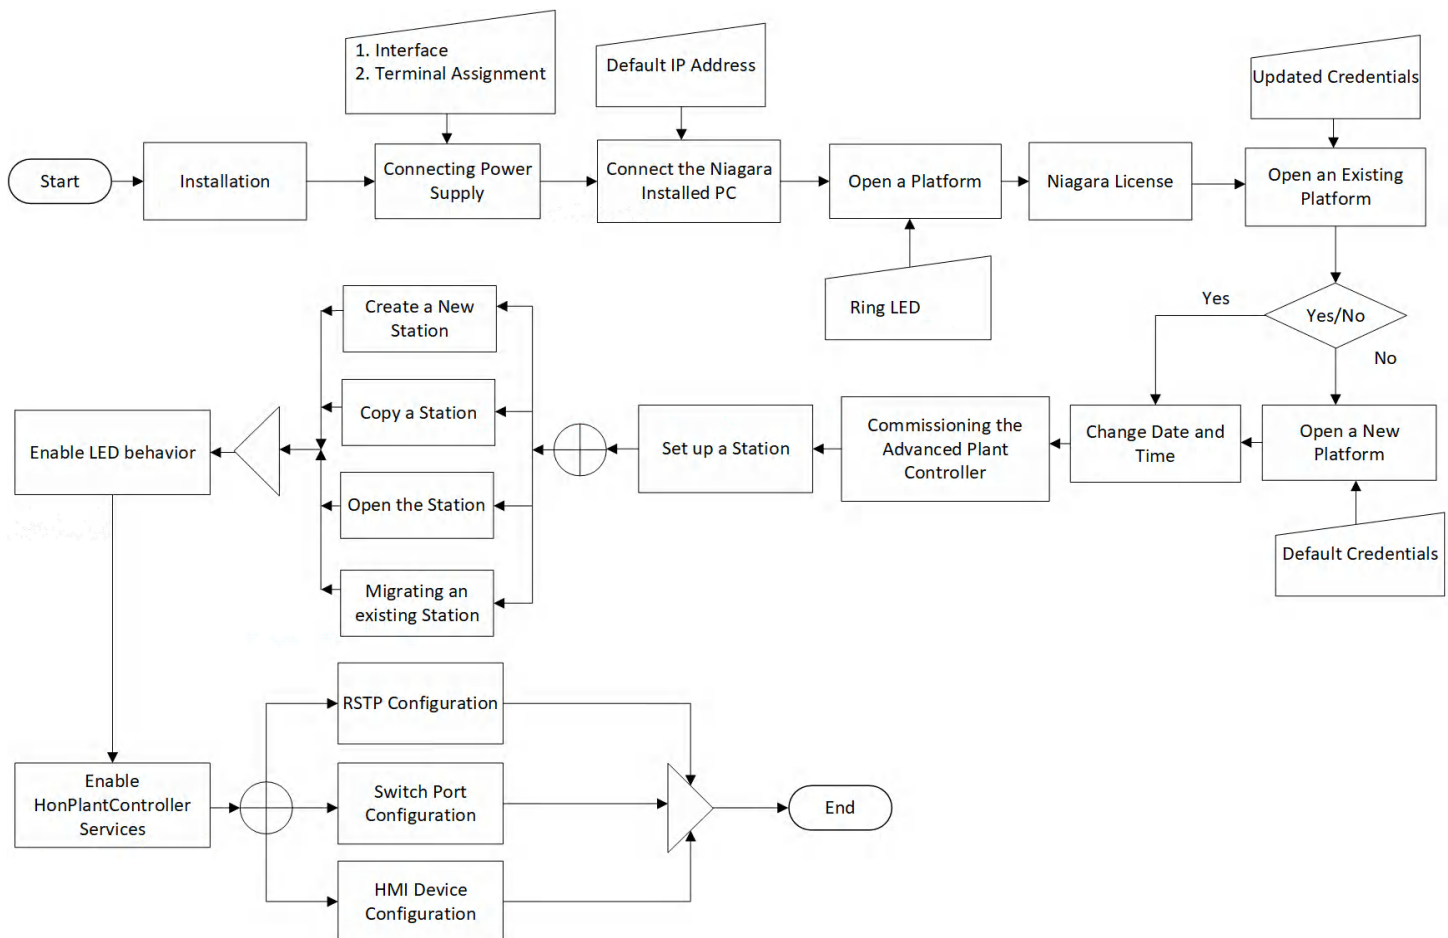 1. Interface
2. Terminal Assignment
Default IP Address
Updated Credentials
Start
Installation
Connecting Power
Supply
Connect the Niagara
Installed PC
Open a Platform
Niagara License
Open an Existing
Platform
Ring LED
Yes
Yes/No
No
Create a New
Station
Copy a Station
Open the Station
Migrating an
existing Station
Enable LED behavior
Set up a Station
Commissioning the
Advanced Plant
Controller
Change Date and
Time
Open a New
Platform
Default Credentials
RSTP Configuration
Enable
HonPlantController
Services
Switch Port
Configuration
End
HMI Device
Configuration